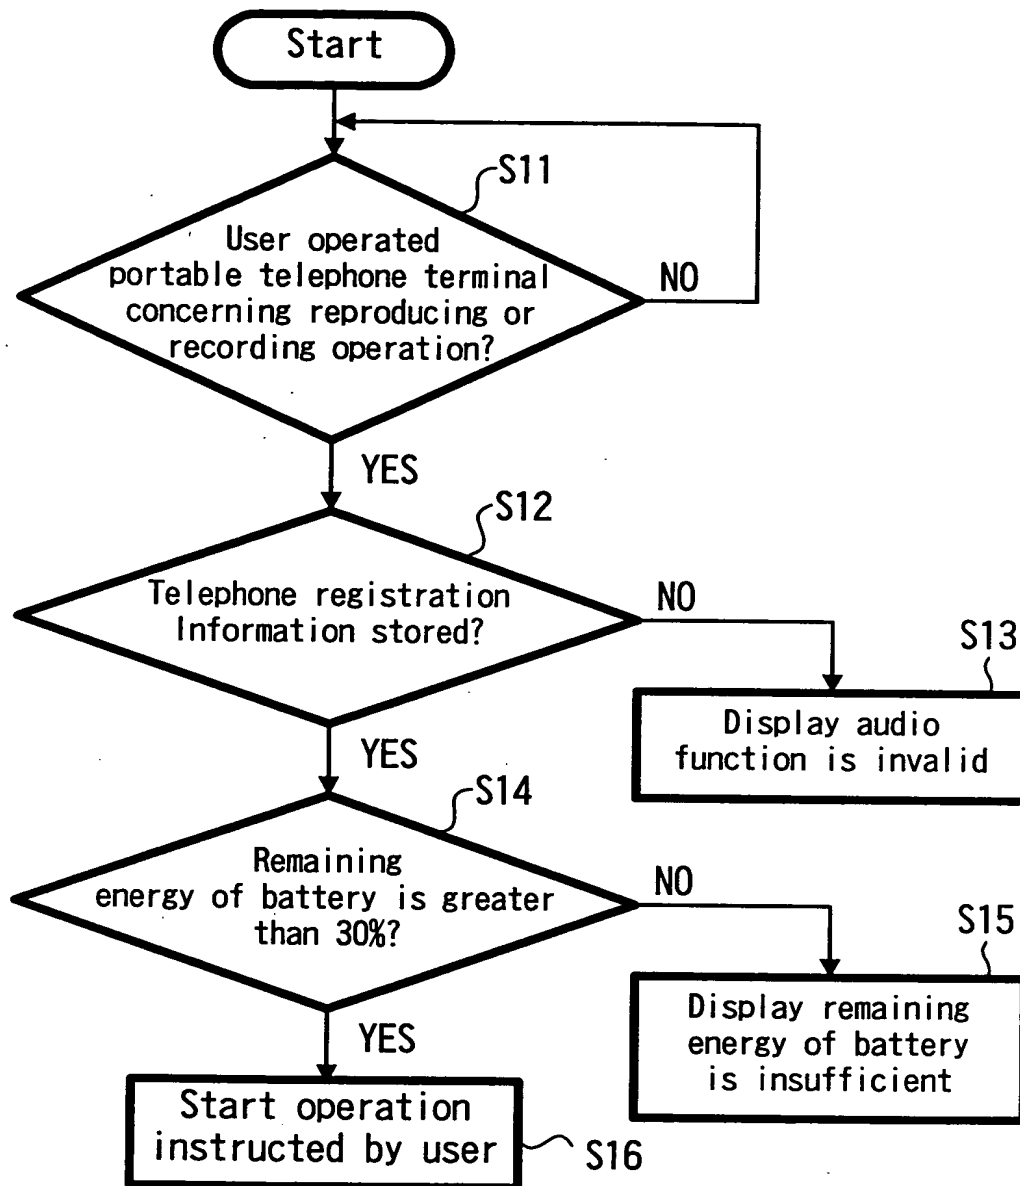 Start
S11
User operated
portable telephone terminal
concerning reproducing or
recording operation?
NO
YES
S12
Telephone registration
Information stored?
NO
S13
Display audio
function is invalid
YES
S14
Remaining
energy of battery is greater
than 30%?
NO
S15
Display remaining
energy of battery
is insufficient
YES
Start operation
instructed by user
S16